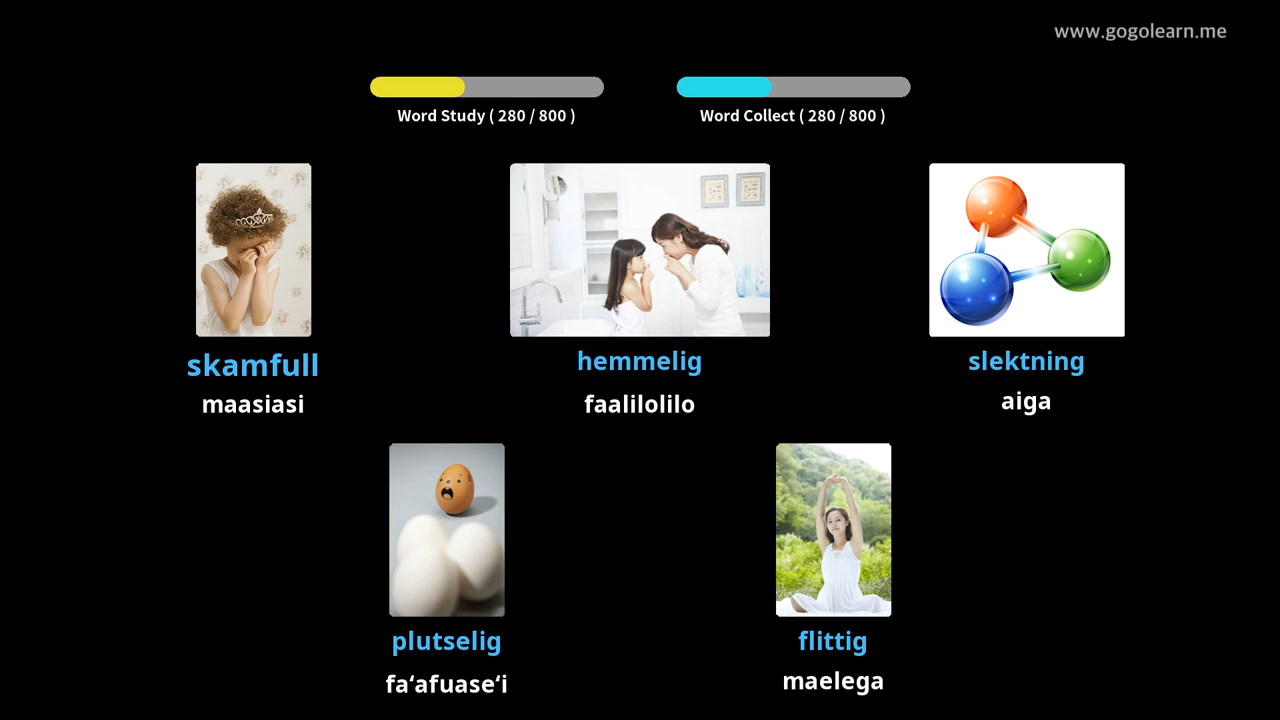 www.gogolearn.me
Word Study ( 280 / 800 )
Word Collect ( 280 / 800 )
skamfull
hemmelig
slektning
maasiasi
faalilolilo
aiga
plutselig
flittig
fa‘afuase‘i
maelega